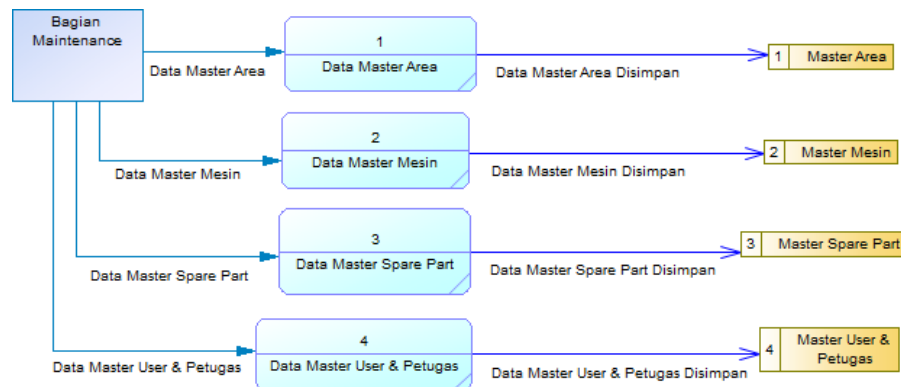 Bagian
Maintenance
Data Master Area
1
Data Master Area
Data Master Area Disimpan
1 Master Area
Data Master Mesin
2
Data Master Mesin
Data Master Mesin Disimpan
2 Master Mesin
Data Master Spare Part
3
Data Master Spare Part
Data Master Spare Part Disimpan
3 Master Spare Part
Data Master User & Petugas
4
Data Master User & Petugas
Data Master User & Petugas Disimpan
4 Master User &
Petugas